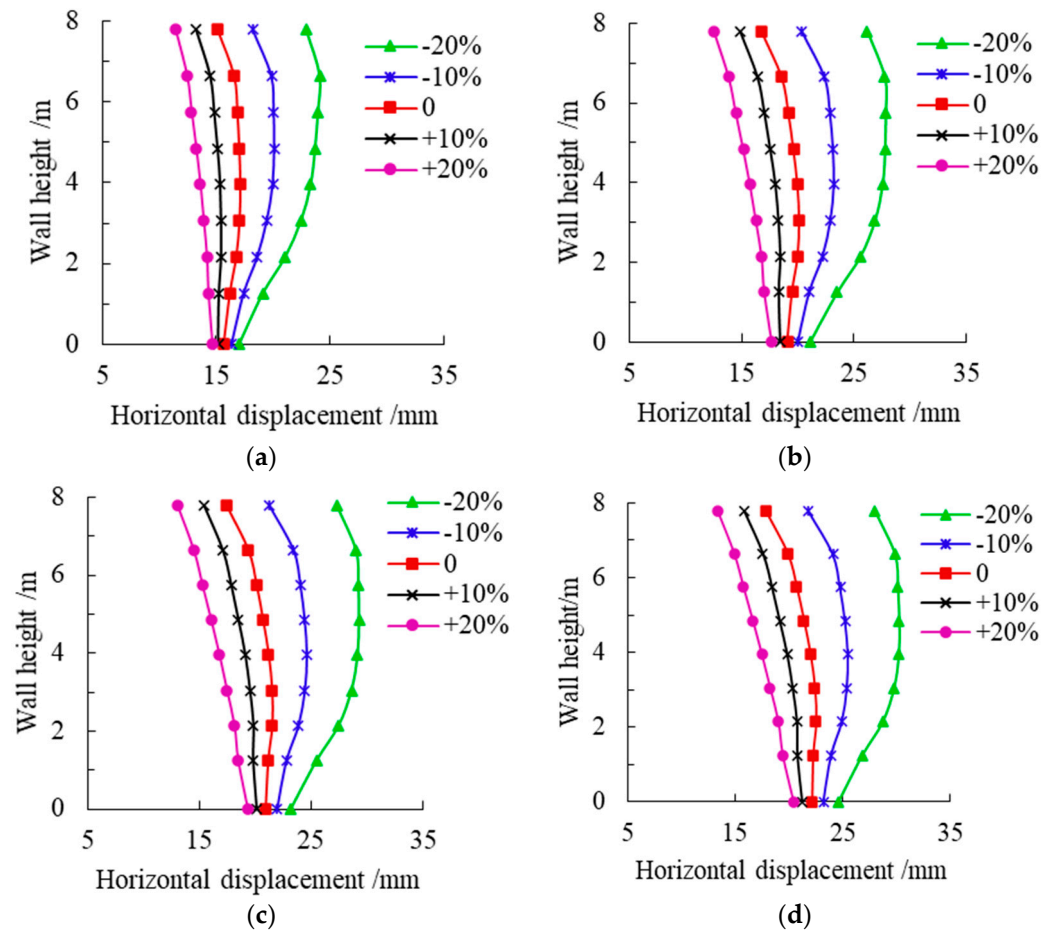 8
6
4
2
0
Wall height /m
-20%
-10%
0
+10%
+20%
5 15 25 35
Horizontal displacement /mm
(a)
8
6
4
2
0
Wall height /m
-20%
-10%
0
+10%
+20%
5 15 25 35
Horizontal displacement /mm
(b)
8
6
4
2
0
Wall height /m
-20%
-10%
0
+10%
+20%
5 15 25 35
Horizontal displacement /mm
(c)
8
6
4
2
0
Wall height/m
-20%
-10%
0
+10%
+20%
5 15 25 35
Horizontal displacement /mm
(d)